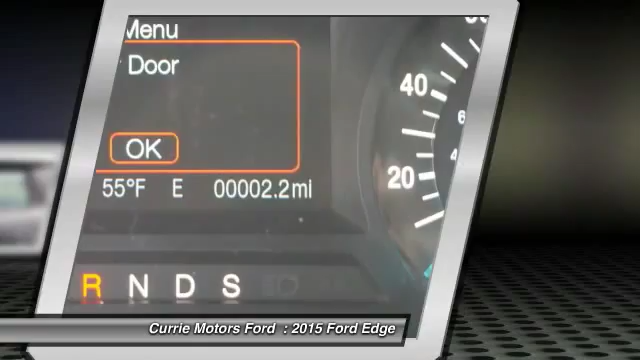 Menu
Door
OK
55°F E 00002.2mi
R N D S
40
20
Currie Motors Ford : 2015 Ford Edge